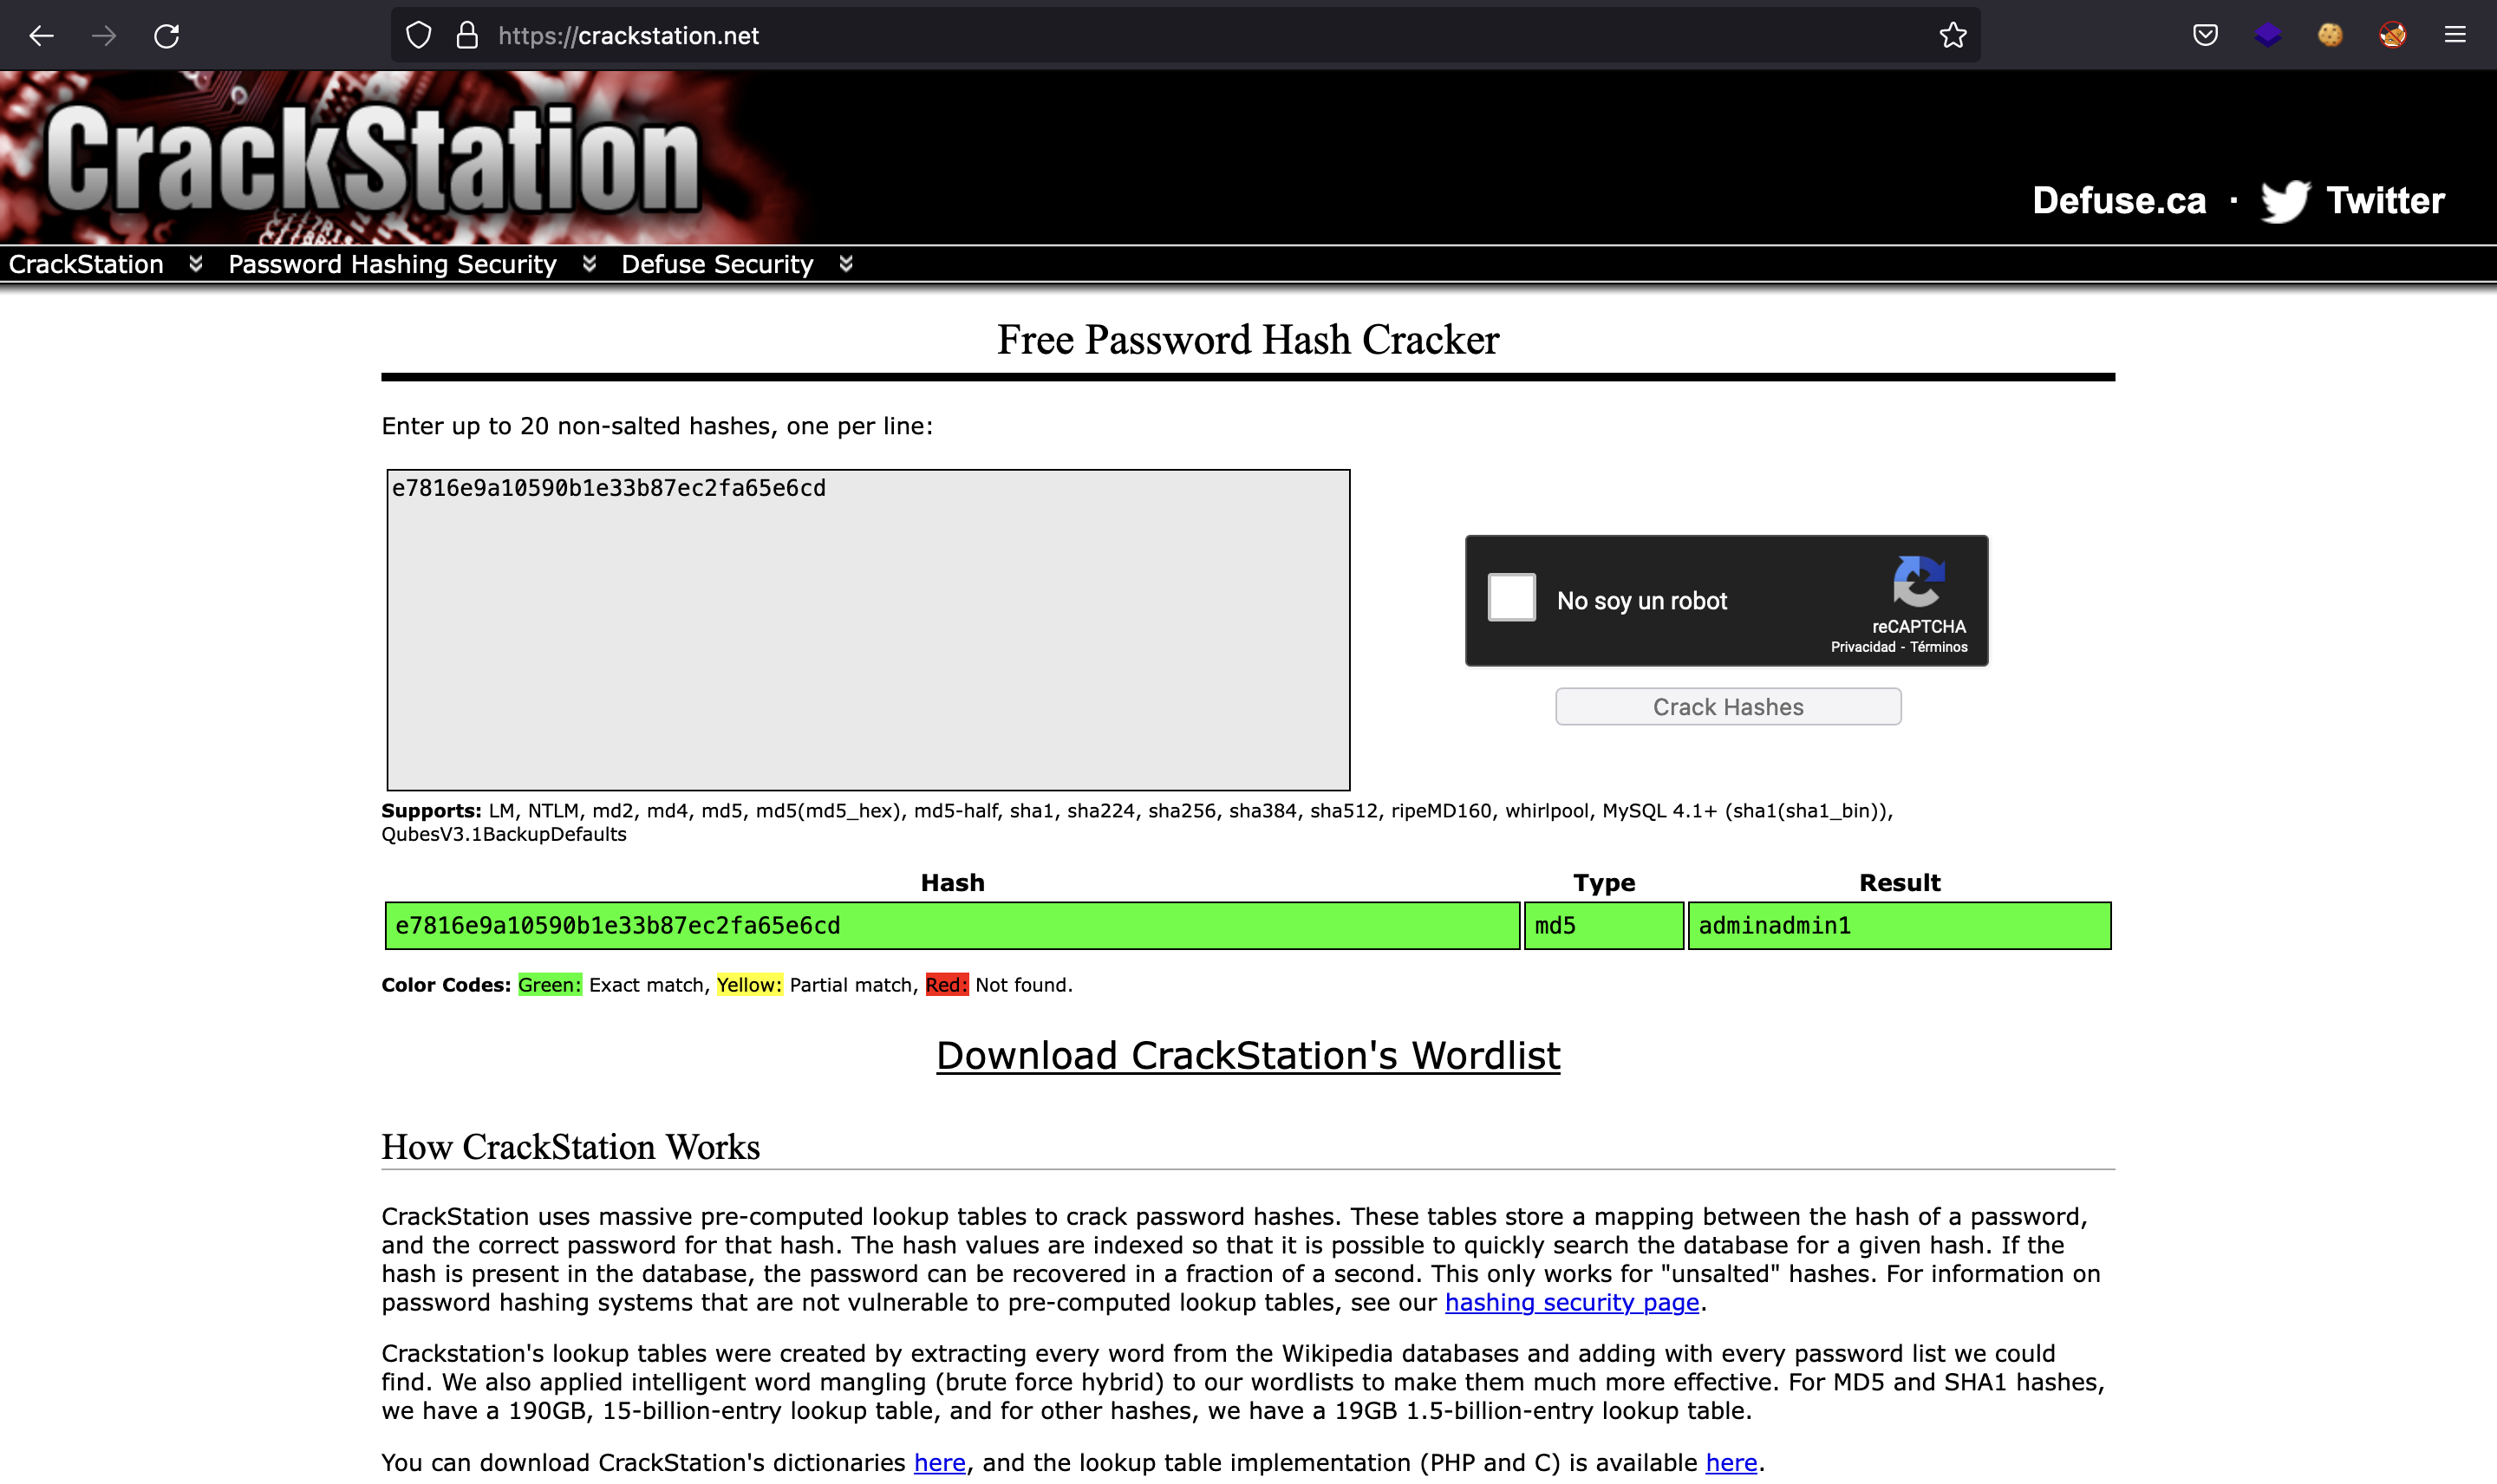 https://crackstation.net
CrackStation
Defuse.ca · Twitter
CrackStation Password Hashing Security Defuse Security
Free Password Hash Cracker
Enter up to 20 non-salted hashes, one per line:
e7816e9a10590b1e33b87ec2fa65e6cd
No soy un robot
reCAPTCHA
Privacidad - Términos
Crack Hashes
Supports: LM, NTLM, md2, md4, md5, md5(md5_hex), md5-half, sha1, sha224, sha256, sha384, sha512, ripeMD160, whirlpool, MySQL 4.1+ (sha1(sha1_bin)),
QubesV3.1BackupDefaults
Hash Type Result
e7816e9a10590b1e33b87ec2fa65e6cd md5 adminadmin1
Color Codes: Green: Exact match, Yellow: Partial match, Red: Not found.
Download CrackStation's Wordlist
How CrackStation Works
CrackStation uses massive pre-computed lookup tables to crack password hashes. These tables store a mapping between the hash of a password,
and the correct password for that hash. The hash values are indexed so that it is possible to quickly search the database for a given hash. If the
hash is present in the database, the password can be recovered in a fraction of a second. This only works for "unsalted" hashes. For information on
password hashing systems that are not vulnerable to pre-computed lookup tables, see our hashing security page.
Crackstation's lookup tables were created by extracting every word from the Wikipedia databases and adding with every password list we could
find. We also applied intelligent word mangling (brute force hybrid) to our wordlists to make them much more effective. For MD5 and SHA1 hashes,
we have a 190GB, 15-billion-entry lookup table, and for other hashes, we have a 19GB 1.5-billion-entry lookup table.
You can download CrackStation's dictionaries here, and the lookup table implementation (PHP and C) is available here.